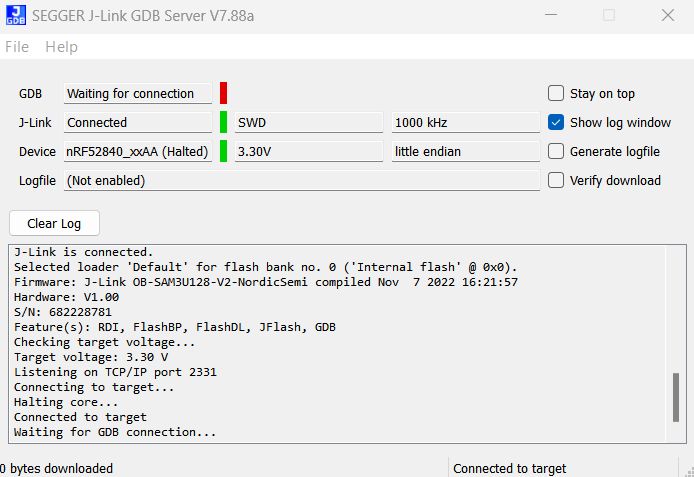 J GDB SEGGER J-Link GDB Server V7.88a
File Help
GDB Waiting for connection Stay on top
J-Link Connected SWD 1000 kHz Show log window
Device nRF52840_xxAA (Halted) 3.30V little endian Generate logfile
Logfile (Not enabled) Verify download
Clear Log
J-Link is connected.
Selected loader 'Default' for flash bank no. 0 ('Internal flash' @ 0x0).
Firmware: J-Link OB-SAM3U128-V2-NordicSemi compiled Nov  7 2022 16:21:57
Hardware: V1.00
S/N: 682228781
Feature(s): RDI, FlashBP, FlashDL, JFlash, GDB
Checking target voltage...
Target voltage: 3.30 V
Listening on TCP/IP port 2331
Connecting to target...
Halting core...
Connected to target
Waiting for GDB connection...
0 bytes downloaded Connected to target